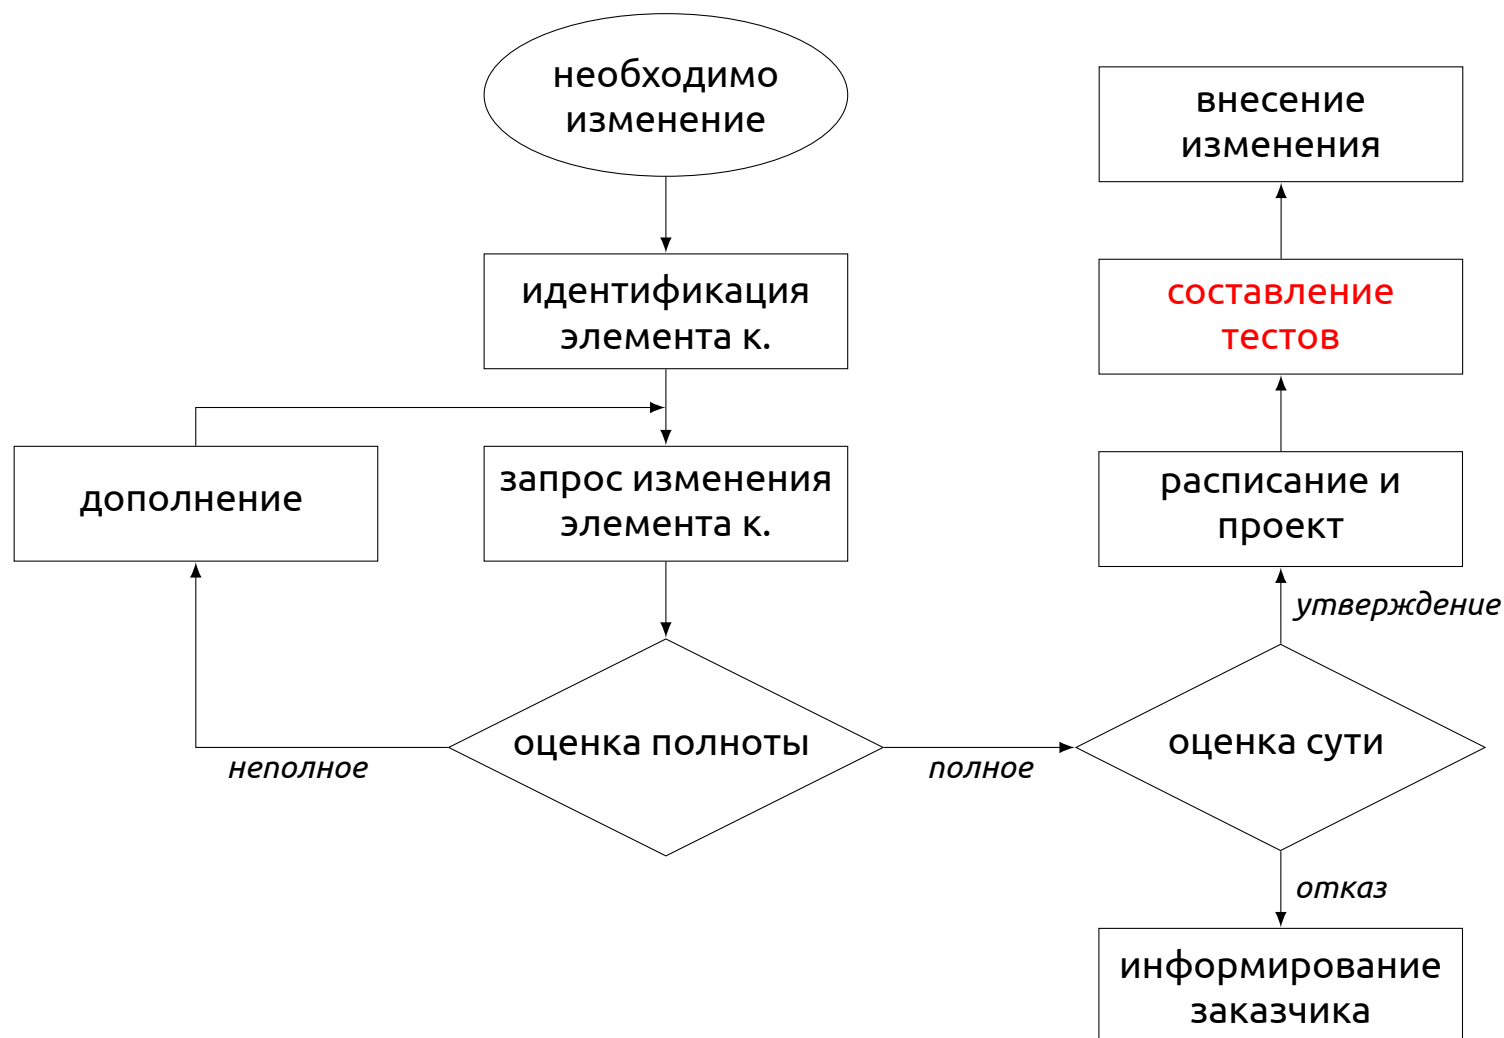 необходимо
изменение
идентификация
элемента к.
запрос изменения
элемента к.
дополнение
оценка полноты
неполное
полное
оценка сути
утверждение
расписание и
проект
составление
тестов
внесение
изменения
отказ
информирование
заказчика